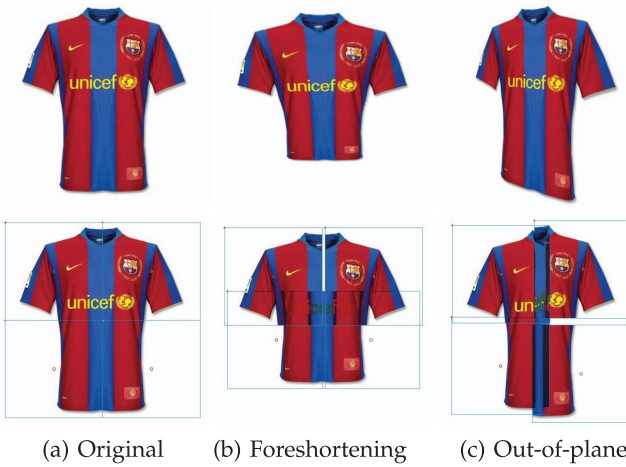 unicef
unicef
unicef
unicef
(a) Original
(b) Foreshortening
(c) Out-of-plane